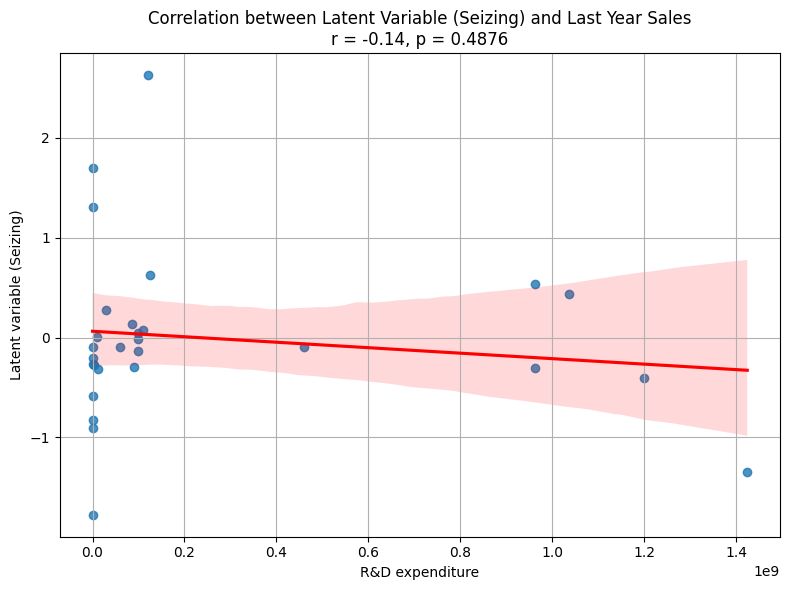 Correlation between Latent Variable (Seizing) and Last Year Sales
r = -0.14, p = 0.4876
2
1
0
−1
Latent variable (Seizing)
0.0 0.2 0.4 0.6 0.8 1.0 1.2 1.4
1e9
R&D expenditure